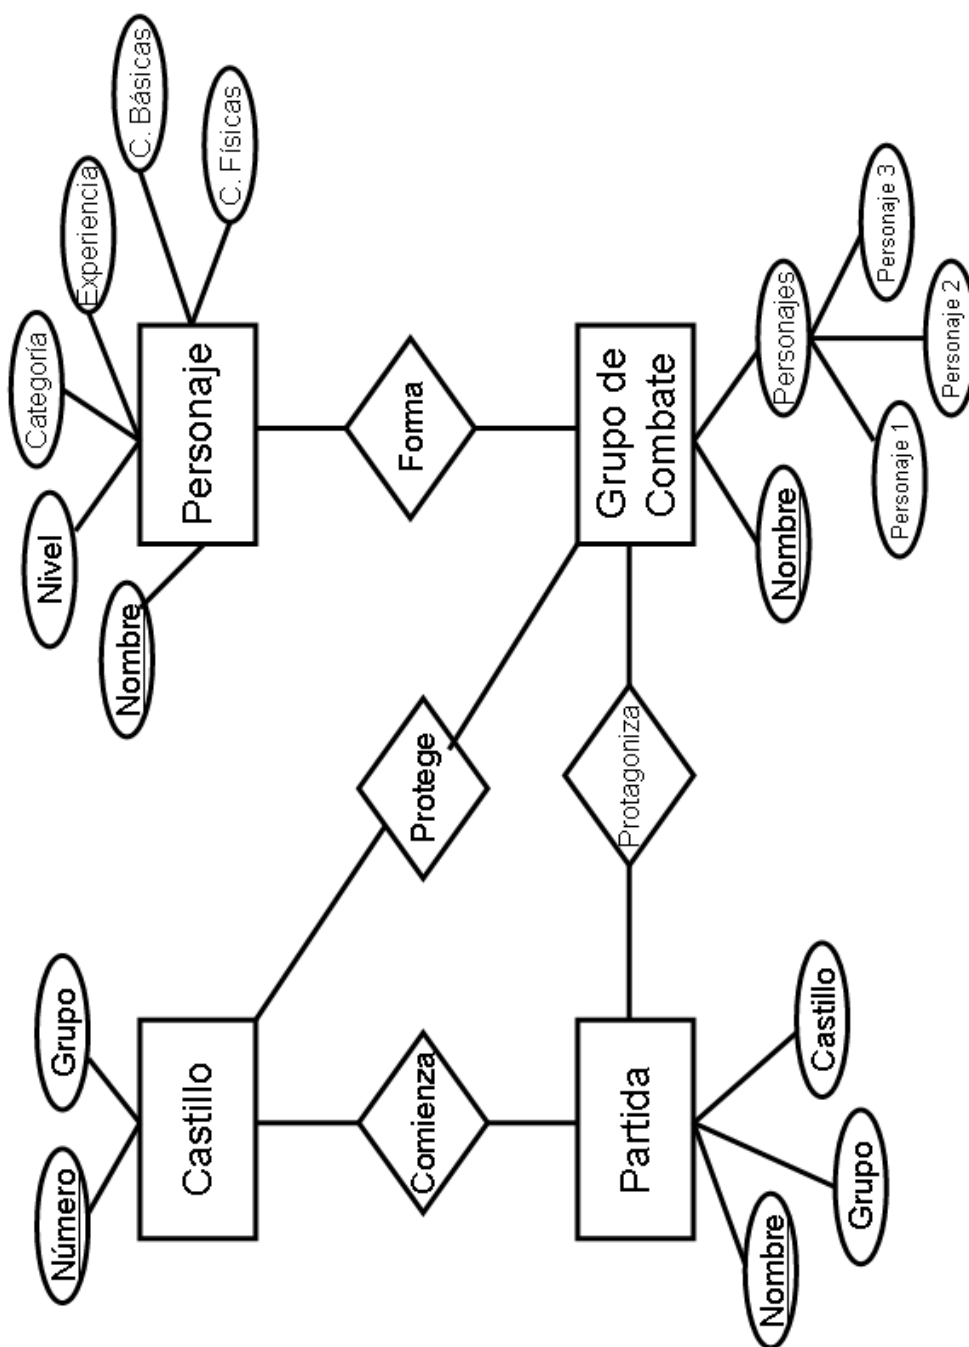 Número
Grupo
Nombre
Nivel
Categoría
Experiencia
C. Básicas
C. Físicas
Castillo
Personaje
Protege
Comienza
Forma
Partida
Protagoniza
Grupo de
Combate
Nombre
Grupo
Castillo
Nombre
Personajes
Personaje 1
Personaje 2
Personaje 3